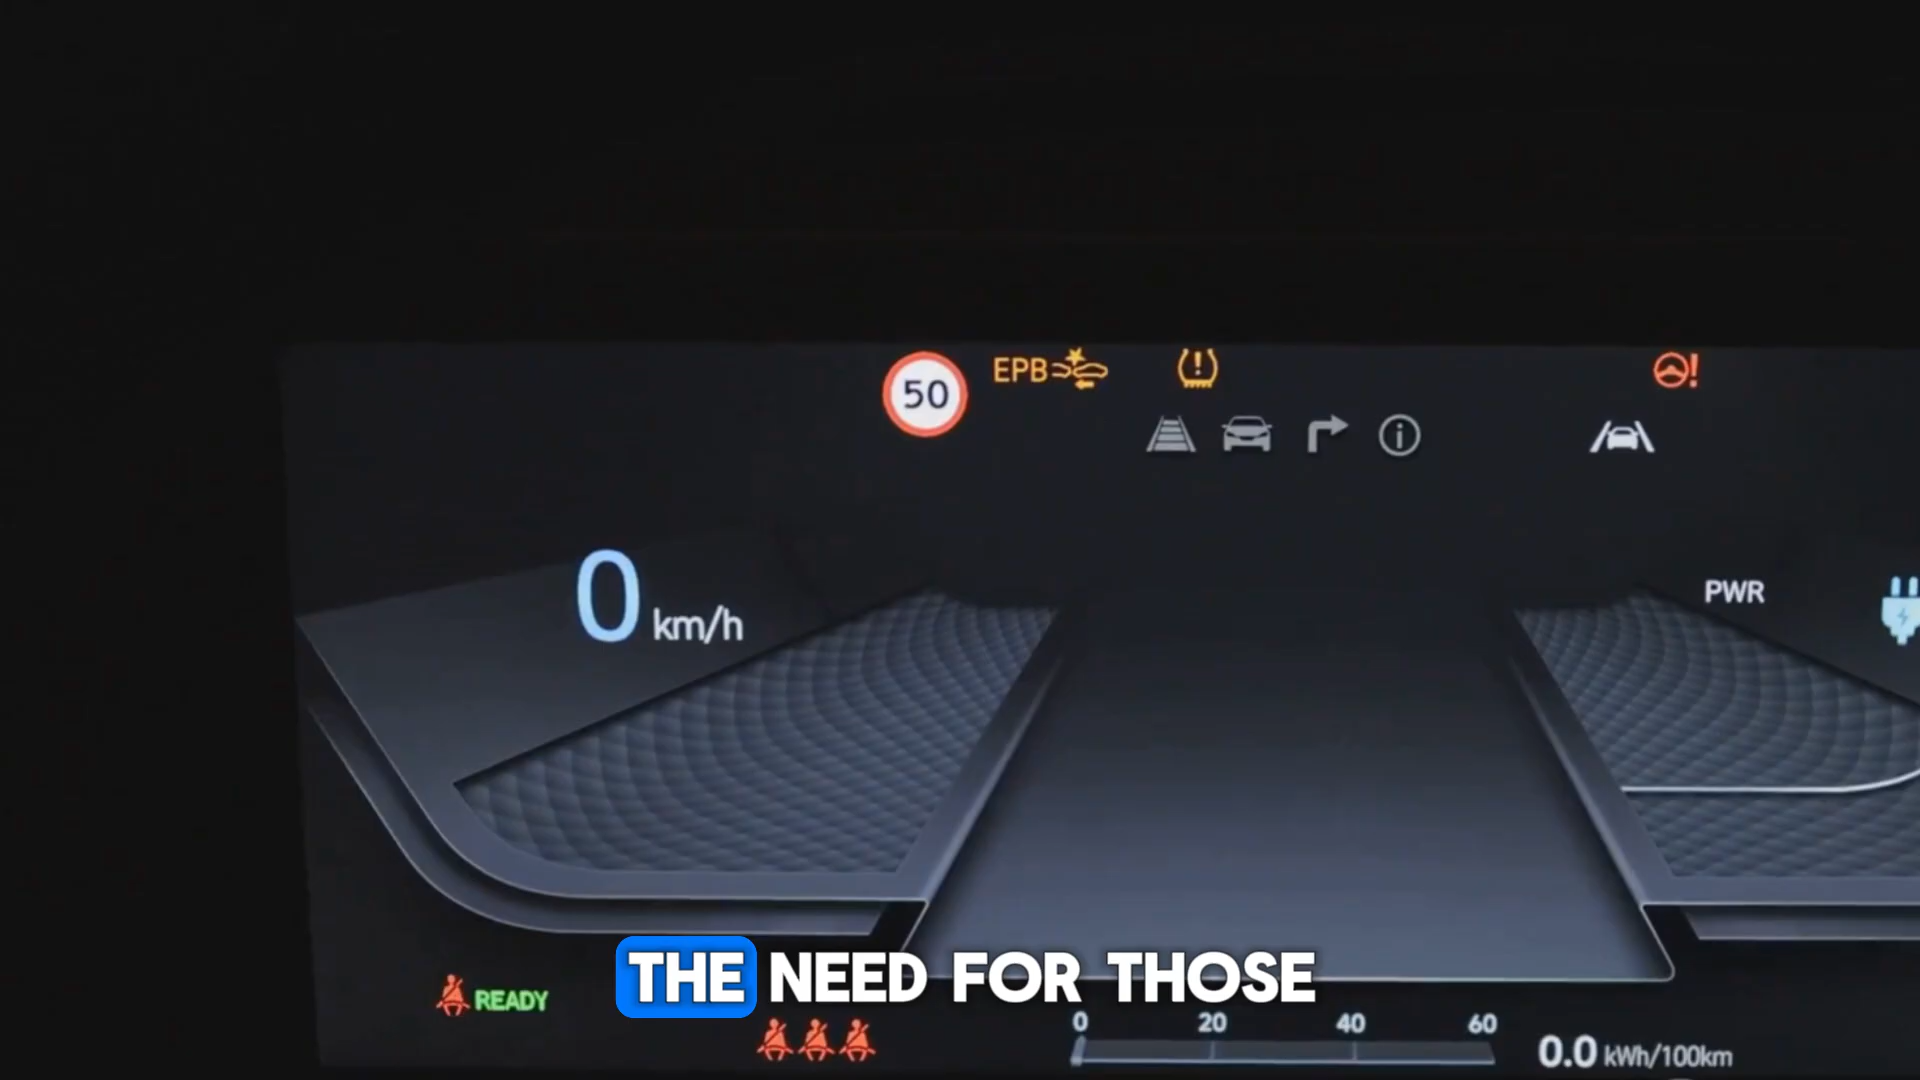 50
EPB
0 km/h
PWR
READY
THE NEED FOR THOSE
0 20 40 60
0.0 kWh/100km